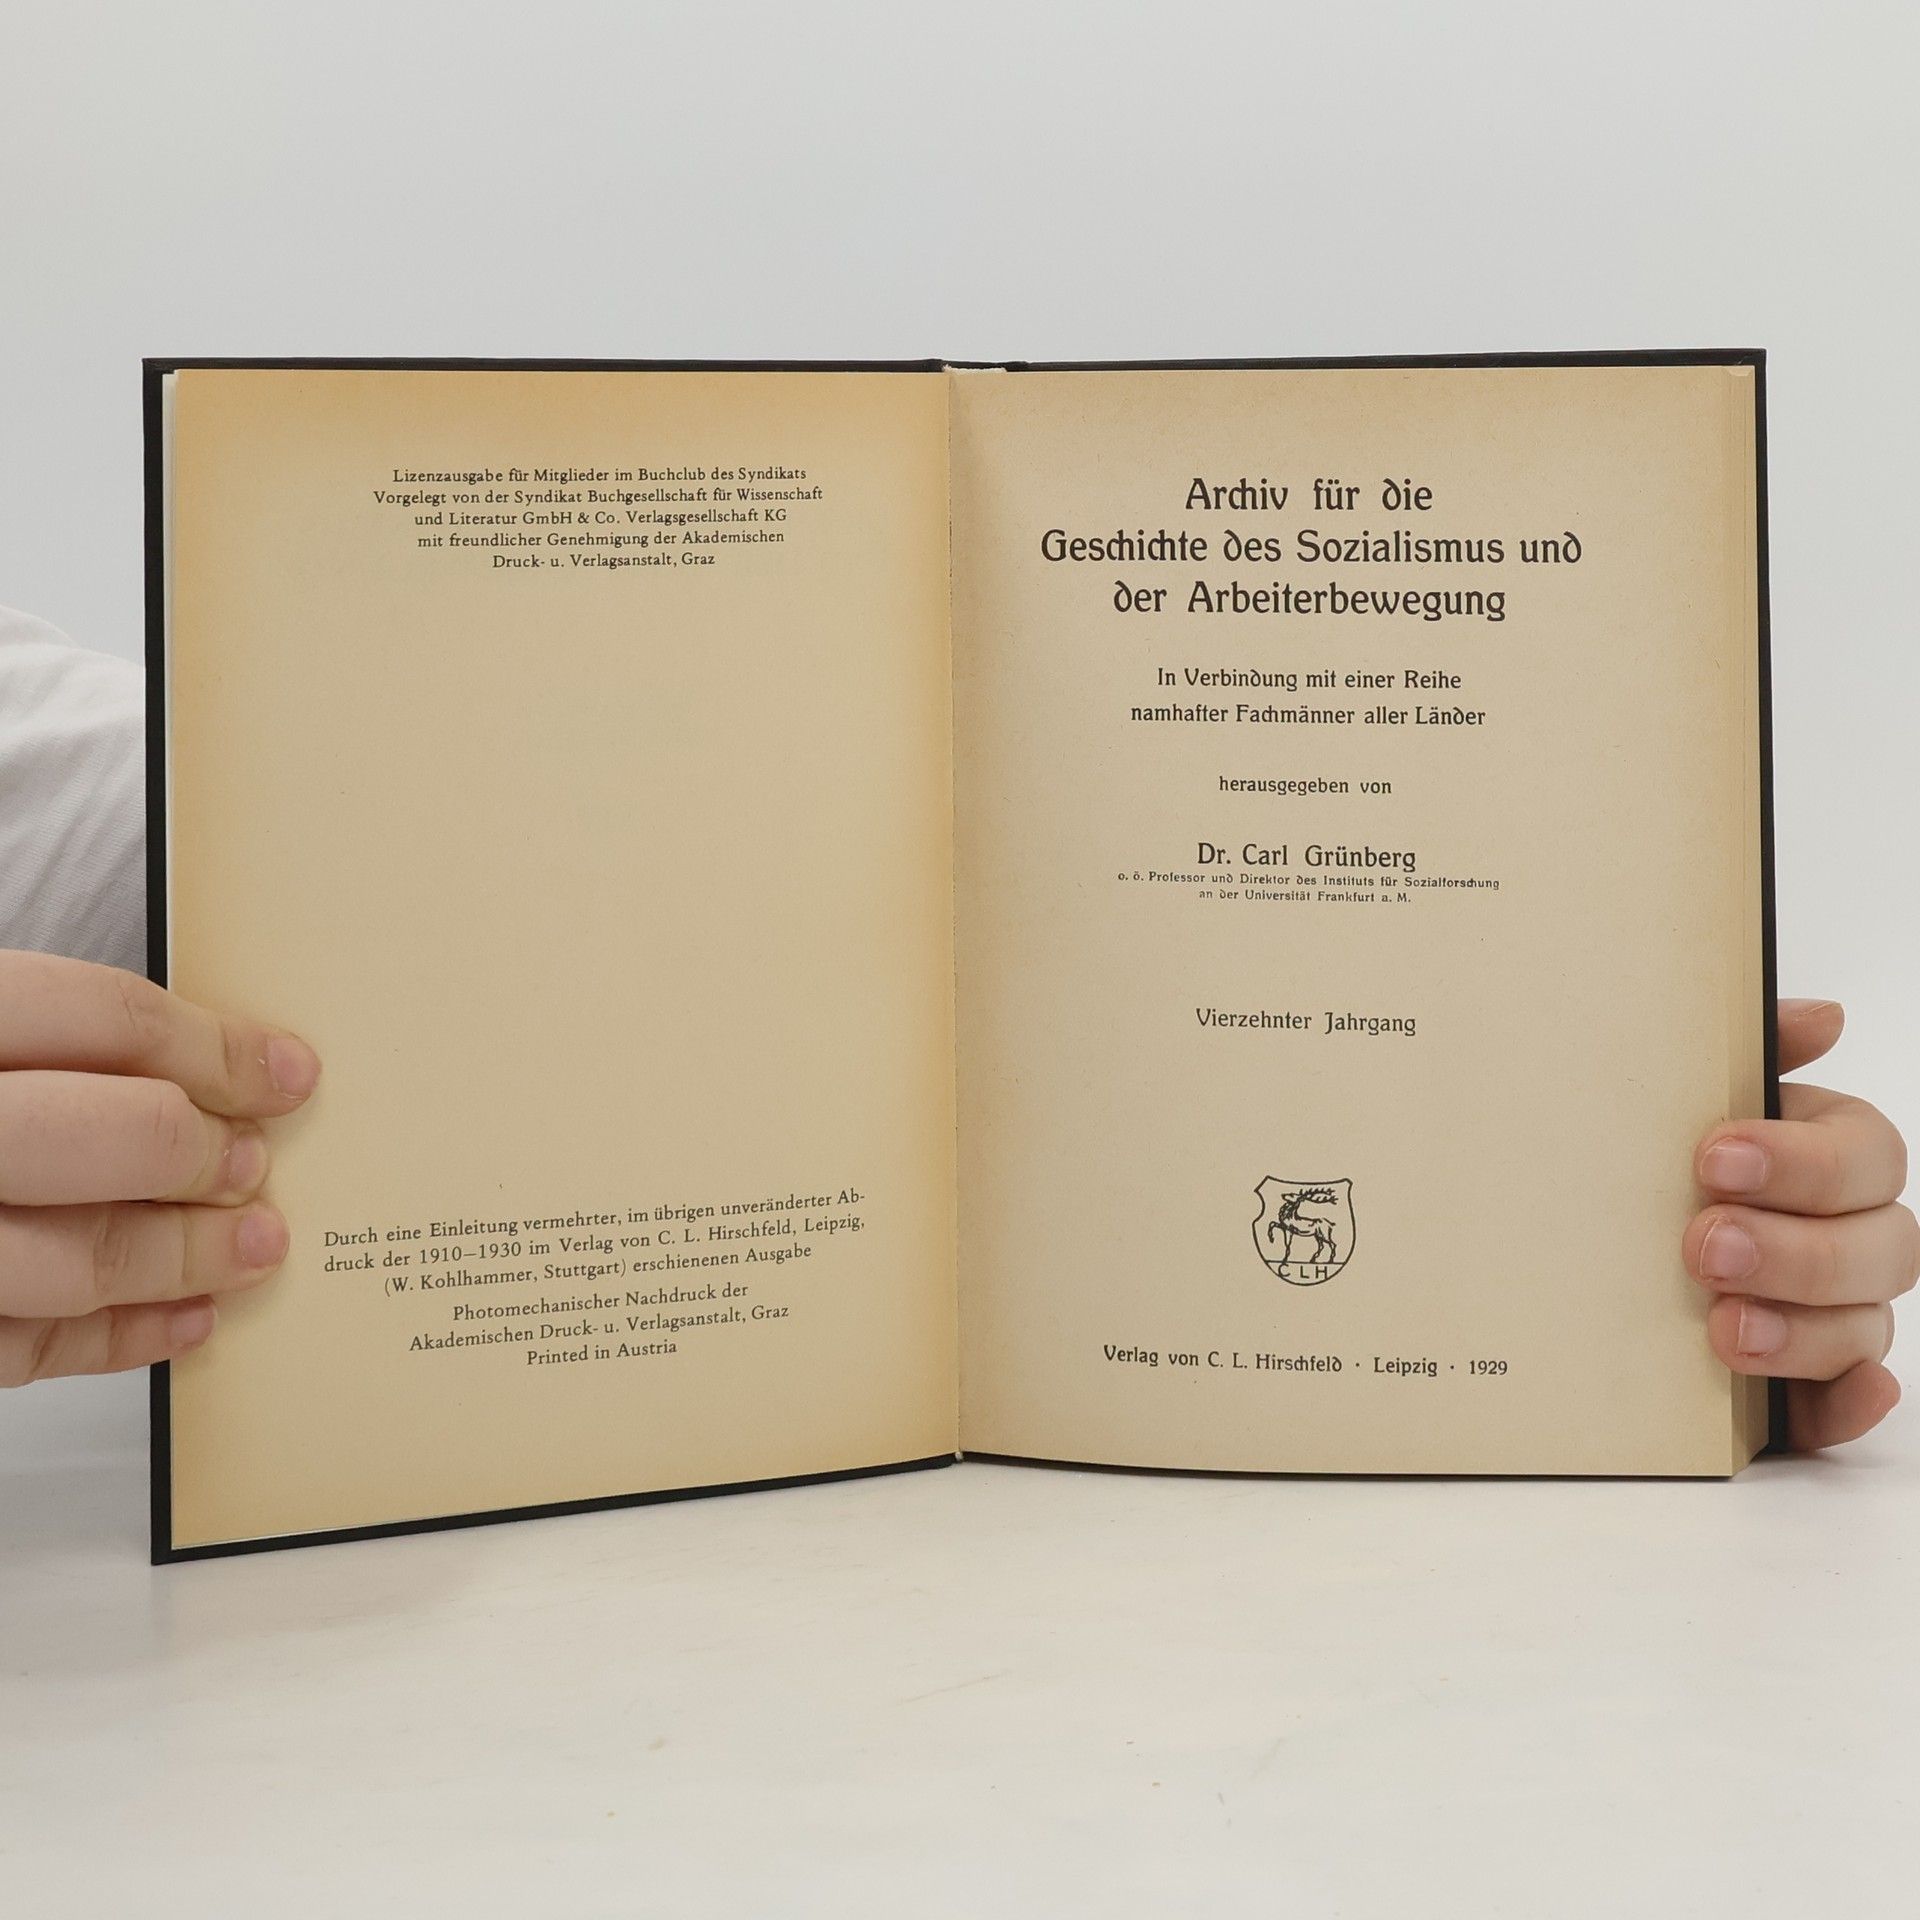 Lizenzausgabe für Mitglieder im Buchclub des Syndikats
Vorgelegt von der Syndikat Buchgesellschaft für Wissenschaft
und Literatur GmbH & Co. Verlagsgesellschaft KG
mit freundlicher Genehmigung der Akademischen
Druck- u. Verlagsanstalt, Graz
Durch eine Einleitung vermehrter, im übrigen unveränderter Ab-
druck der 1910–1930 im Verlag von C. L. Hirschfeld, Leipzig,
(W. Kohlhammer, Stuttgart) erschienenen Ausgabe
Photomechanischer Nachdruck der
Akademischen Druck- u. Verlagsanstalt, Graz
Printed in Austria
Archiv für die
Geschichte des Sozialismus und
der Arbeiterbewegung
In Verbindung mit einer Reihe
namhafter Fachmänner aller Länder
herausgegeben von
Dr. Carl Grünberg
o. ö. Professor und Direktor des Instituts für Sozialforschung
an der Universität Frankfurt a. M.
Vierzehnter Jahrgang
CLH
Verlag von C. L. Hirschfeld · Leipzig · 1929